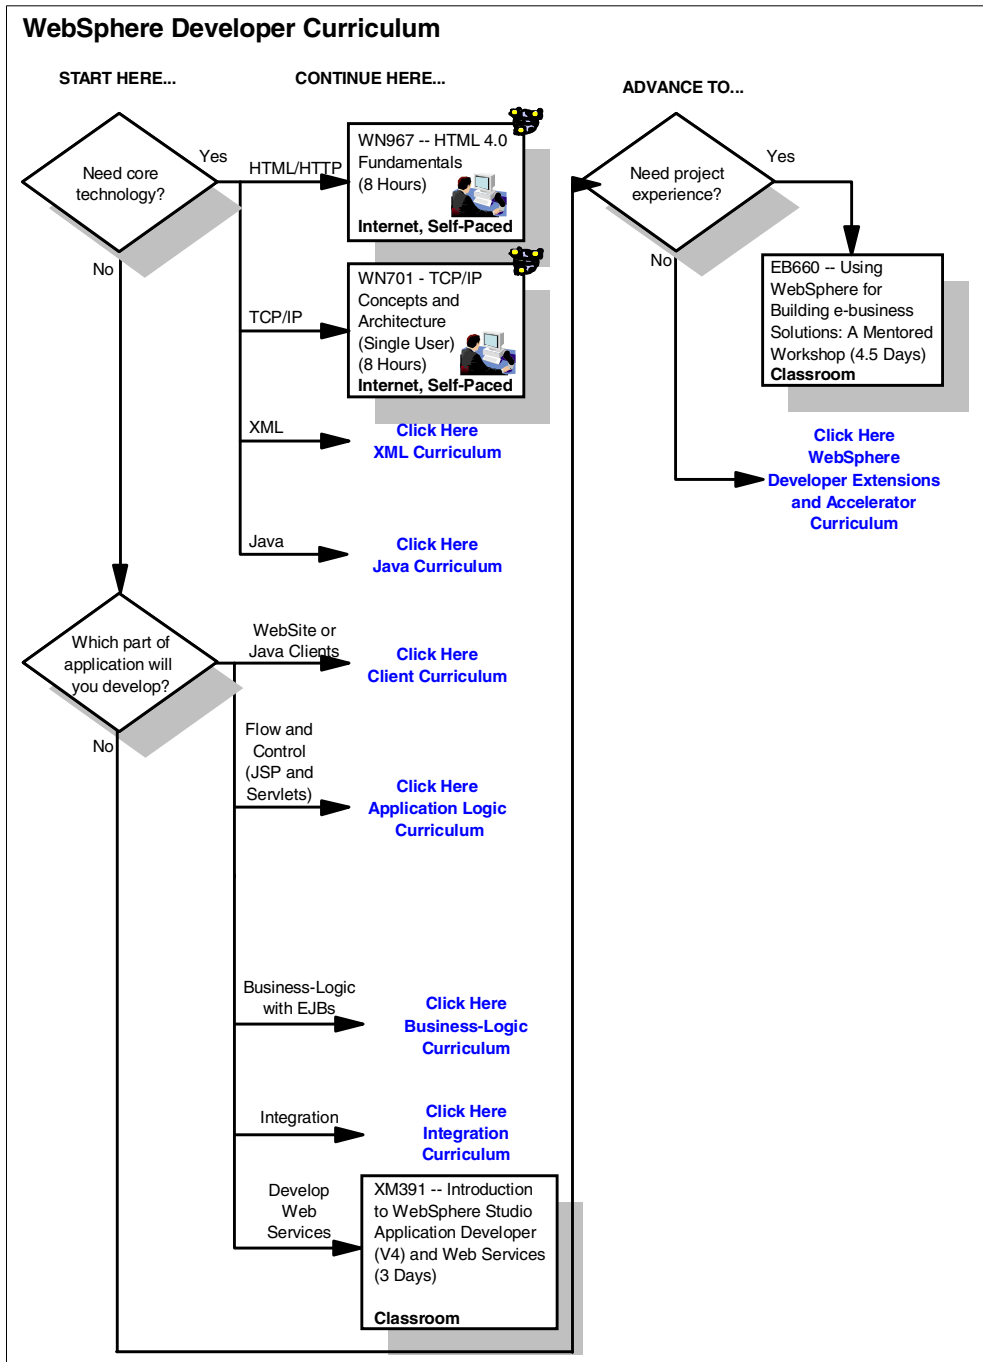 WebSphere Developer Curriculum
START HERE...
CONTINUE HERE...
ADVANCE TO...
Need core
technology?
Yes
No
HTML/HTTP
WN967 -- HTML 4.0
Fundamentals
(8 Hours)
Internet, Self-Paced
TCP/IP
WN701 - TCP/IP
Concepts and
Architecture
(Single User)
(8 Hours)
Internet, Self-Paced
XML
Click Here
XML Curriculum
Java
Click Here
Java Curriculum
Which part of
application will
you develop?
No
WebSite or
Java Clients
Click Here
Client Curriculum
Flow and
Control
(JSP and
Servlets)
Click Here
Application Logic
Curriculum
Business-Logic
with EJBs
Click Here
Business-Logic
Curriculum
Integration
Click Here
Integration
Curriculum
Develop
Web
Services
XM391 -- Introduction
to WebSphere Studio
Application Developer
(V4) and Web Services
(3 Days)
Classroom
Need project
experience?
Yes
No
EB660 -- Using
WebSphere for
Building e-business
Solutions: A Mentored
Workshop (4.5 Days)
Classroom
Click Here
WebSphere
Developer Extensions
and Accelerator
Curriculum